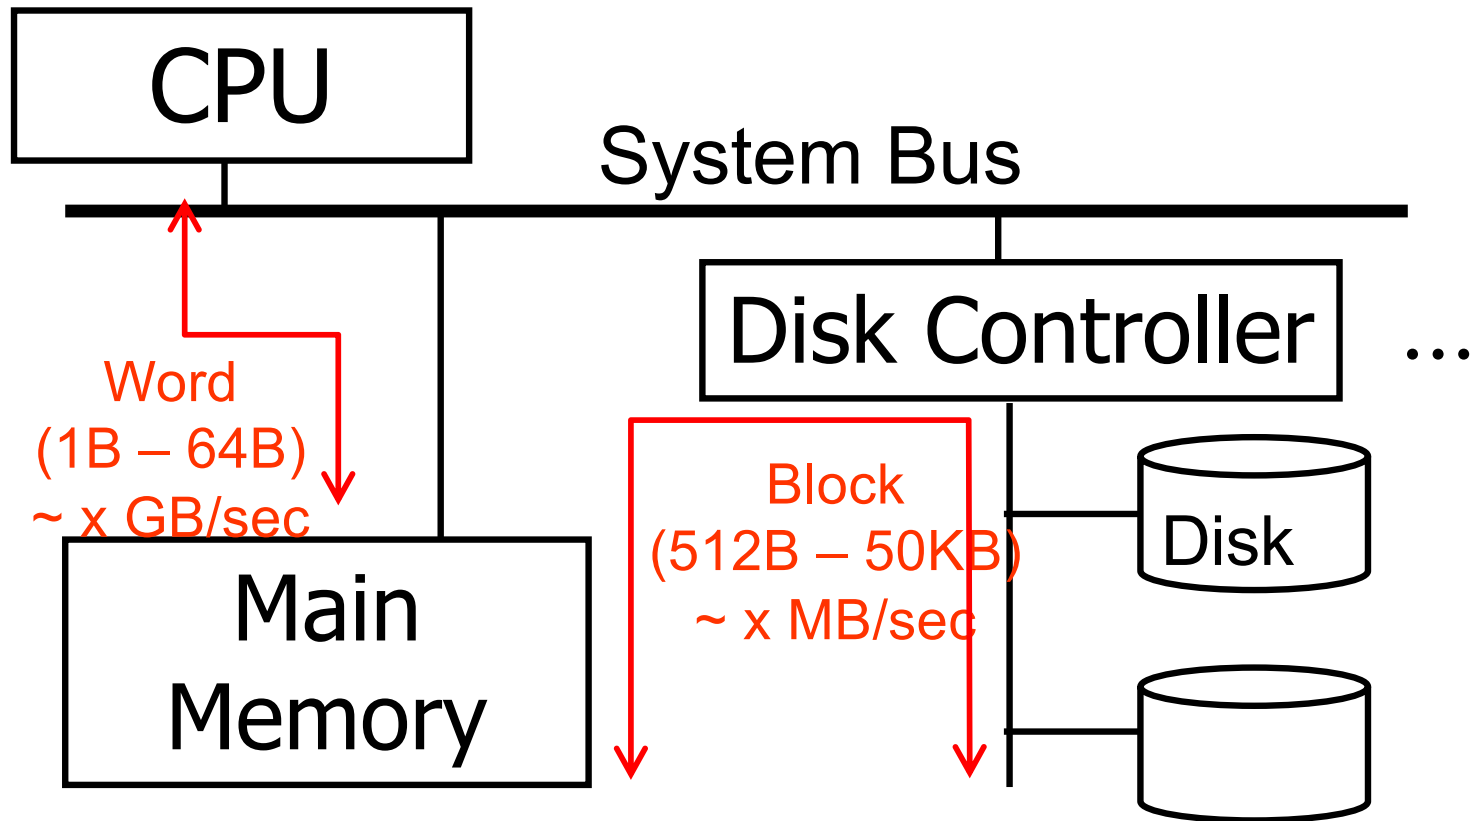 CPU
System Bus
Disk Controller
...
Word
(1B – 64B)
~ x GB/sec
Block
(512B – 50KB)
~ x MB/sec
Disk
Main
Memory